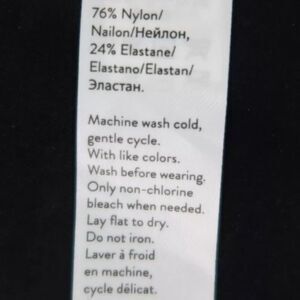 76% Nylon/
Nailon/Нейлон,
24% Elastane/
Elastano/Elastan/
Эластан.
Machine wash cold,
gentle cycle.
With like colors.
Wash before wearing.
Only non-chlorine
bleach when needed.
Lay flat to dry.
Do not iron.
Laver à froid
en machine,
cycle délicat.